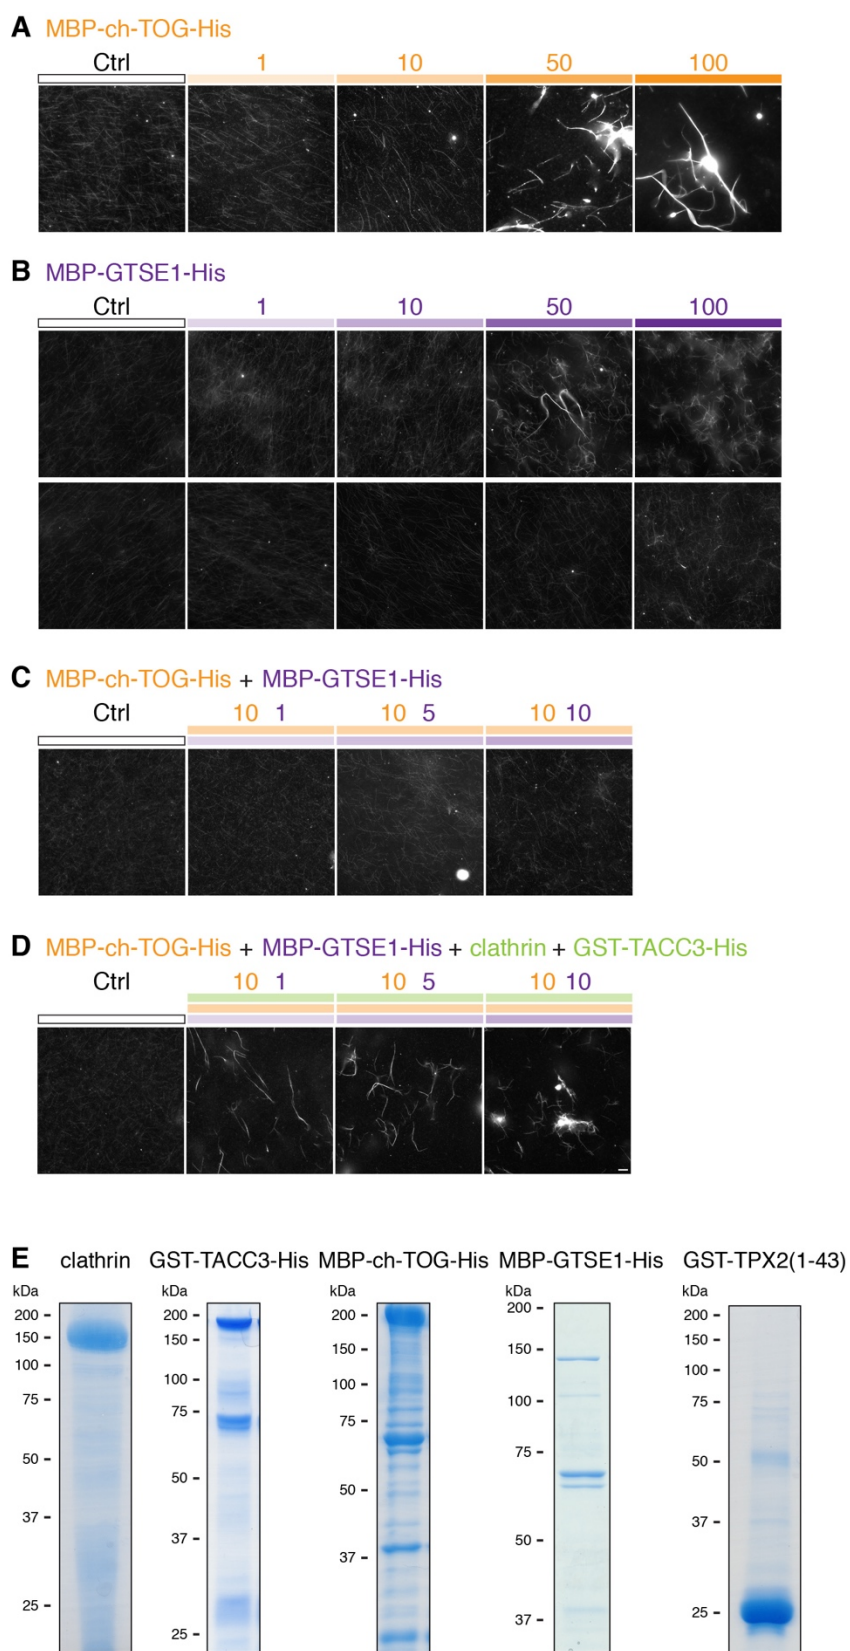 A MBP-ch-TOG-His
Ctrl 1 10 50 100
B MBP-GTSE1-His
Ctrl 1 10 50 100
C MBP-ch-TOG-His + MBP-GTSE1-His
Ctrl 10 1 10 5 10 10
D MBP-ch-TOG-His + MBP-GTSE1-His + clathrin + GST-TACC3-His
Ctrl 10 1 10 5 10 10
E clathrin GST-TACC3-His MBP-ch-TOG-His MBP-GTSE1-His GST-TPX2(1-43)
kDa kDa kDa kDa kDa
200 - 200 - 200 - 200 - 200 -
150 - 150 - 150 - 150 - 150 -
100 - 100 - 100 - 100 - 100 -
75 - 75 - 75 - 75 - 75 -
50 - 50 - 50 - 50 - 50 -
37 - 37 - 37 - 37 - 37 -
25 - 25 - 25 -